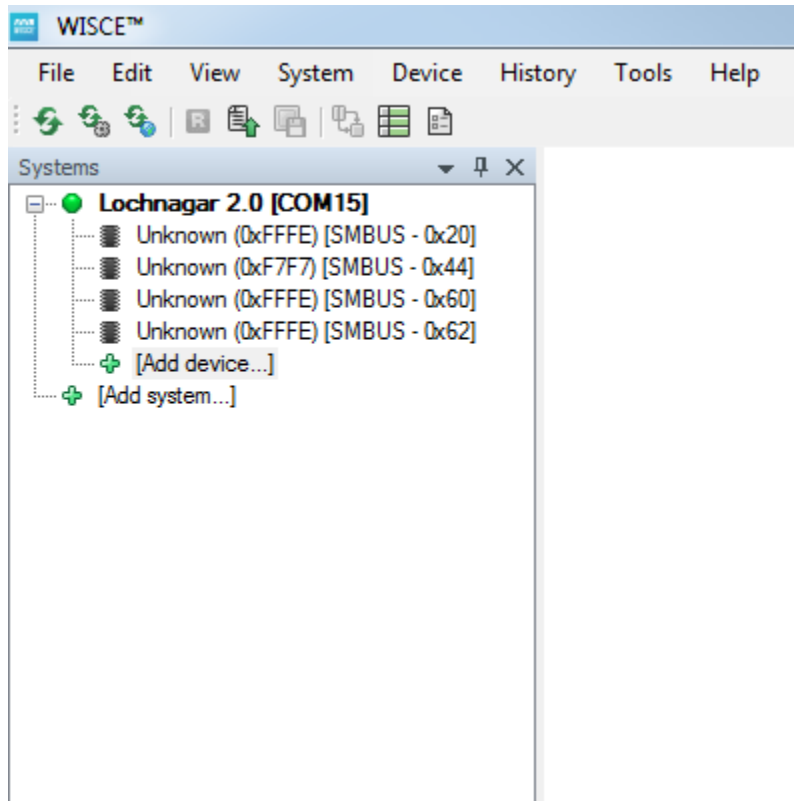 WISCE™
File Edit View System Device History Tools Help
Systems
Lochnagar 2.0 [COM15]
Unknown (0xFFFE) [SMBUS - 0x20]
Unknown (0xF7F7) [SMBUS - 0x44]
Unknown (0xFFFE) [SMBUS - 0x60]
Unknown (0xFFFE) [SMBUS - 0x62]
[Add device...]
[Add system...]